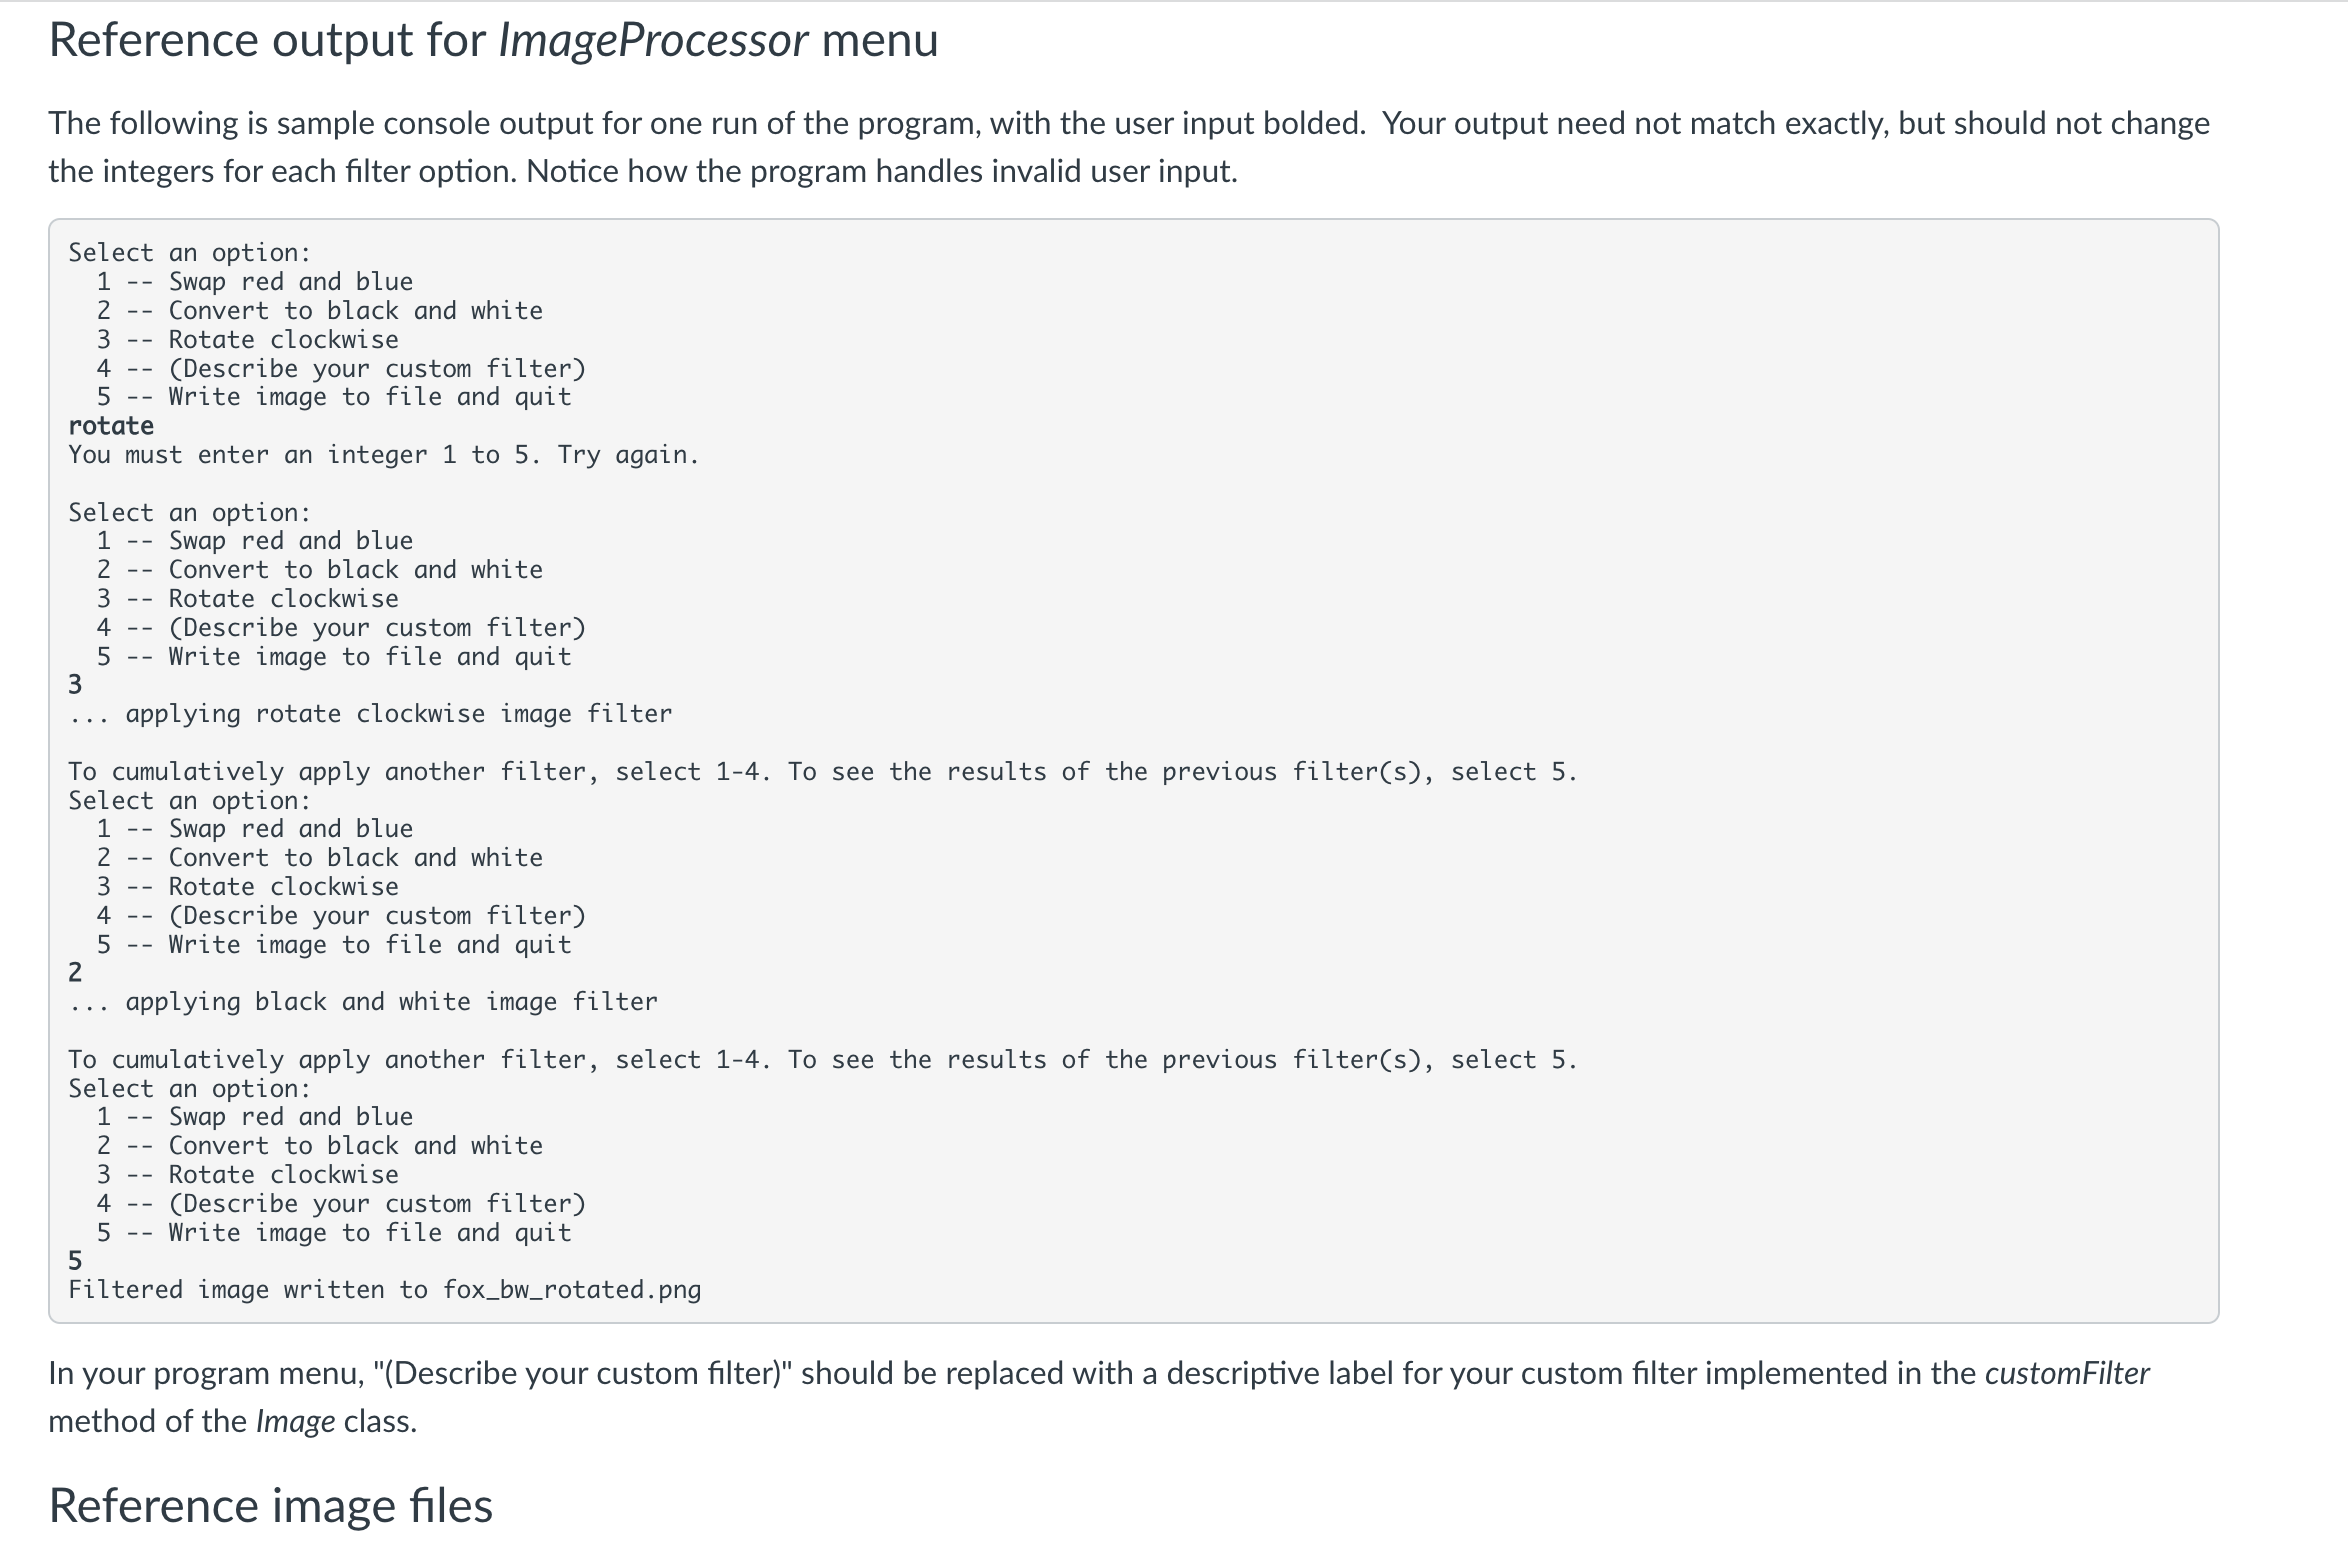 Reference output for ImageProcessor menu
The following is sample console output for one run of the program, with the user input bolded.  Your output need not match exactly, but should not change
the integers for each filter option. Notice how the program handles invalid user input.
Select an option:
  1 -- Swap red and blue
  2 -- Convert to black and white
  3 -- Rotate clockwise
  4 -- (Describe your custom filter)
  5 -- Write image to file and quit
rotate
You must enter an integer 1 to 5. Try again.

Select an option:
  1 -- Swap red and blue
  2 -- Convert to black and white
  3 -- Rotate clockwise
  4 -- (Describe your custom filter)
  5 -- Write image to file and quit
3
... applying rotate clockwise image filter

To cumulatively apply another filter, select 1-4. To see the results of the previous filter(s), select 5.
Select an option:
  1 -- Swap red and blue
  2 -- Convert to black and white
  3 -- Rotate clockwise
  4 -- (Describe your custom filter)
  5 -- Write image to file and quit
2
... applying black and white image filter

To cumulatively apply another filter, select 1-4. To see the results of the previous filter(s), select 5.
Select an option:
  1 -- Swap red and blue
  2 -- Convert to black and white
  3 -- Rotate clockwise
  4 -- (Describe your custom filter)
  5 -- Write image to file and quit
5
Filtered image written to fox_bw_rotated.png
In your program menu, "(Describe your custom filter)" should be replaced with a descriptive label for your custom filter implemented in the customFilter
method of the Image class.
Reference image files